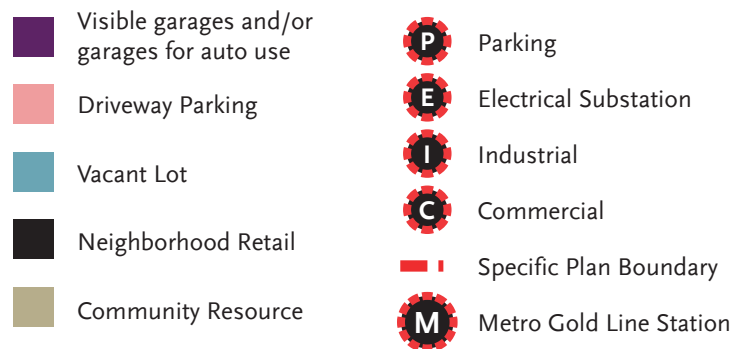 Visible garages and/or
garages for auto use
Driveway Parking
Vacant Lot
Neighborhood Retail
Community Resource
P Parking
E Electrical Substation
I Industrial
C Commercial
Specific Plan Boundary
M Metro Gold Line Station